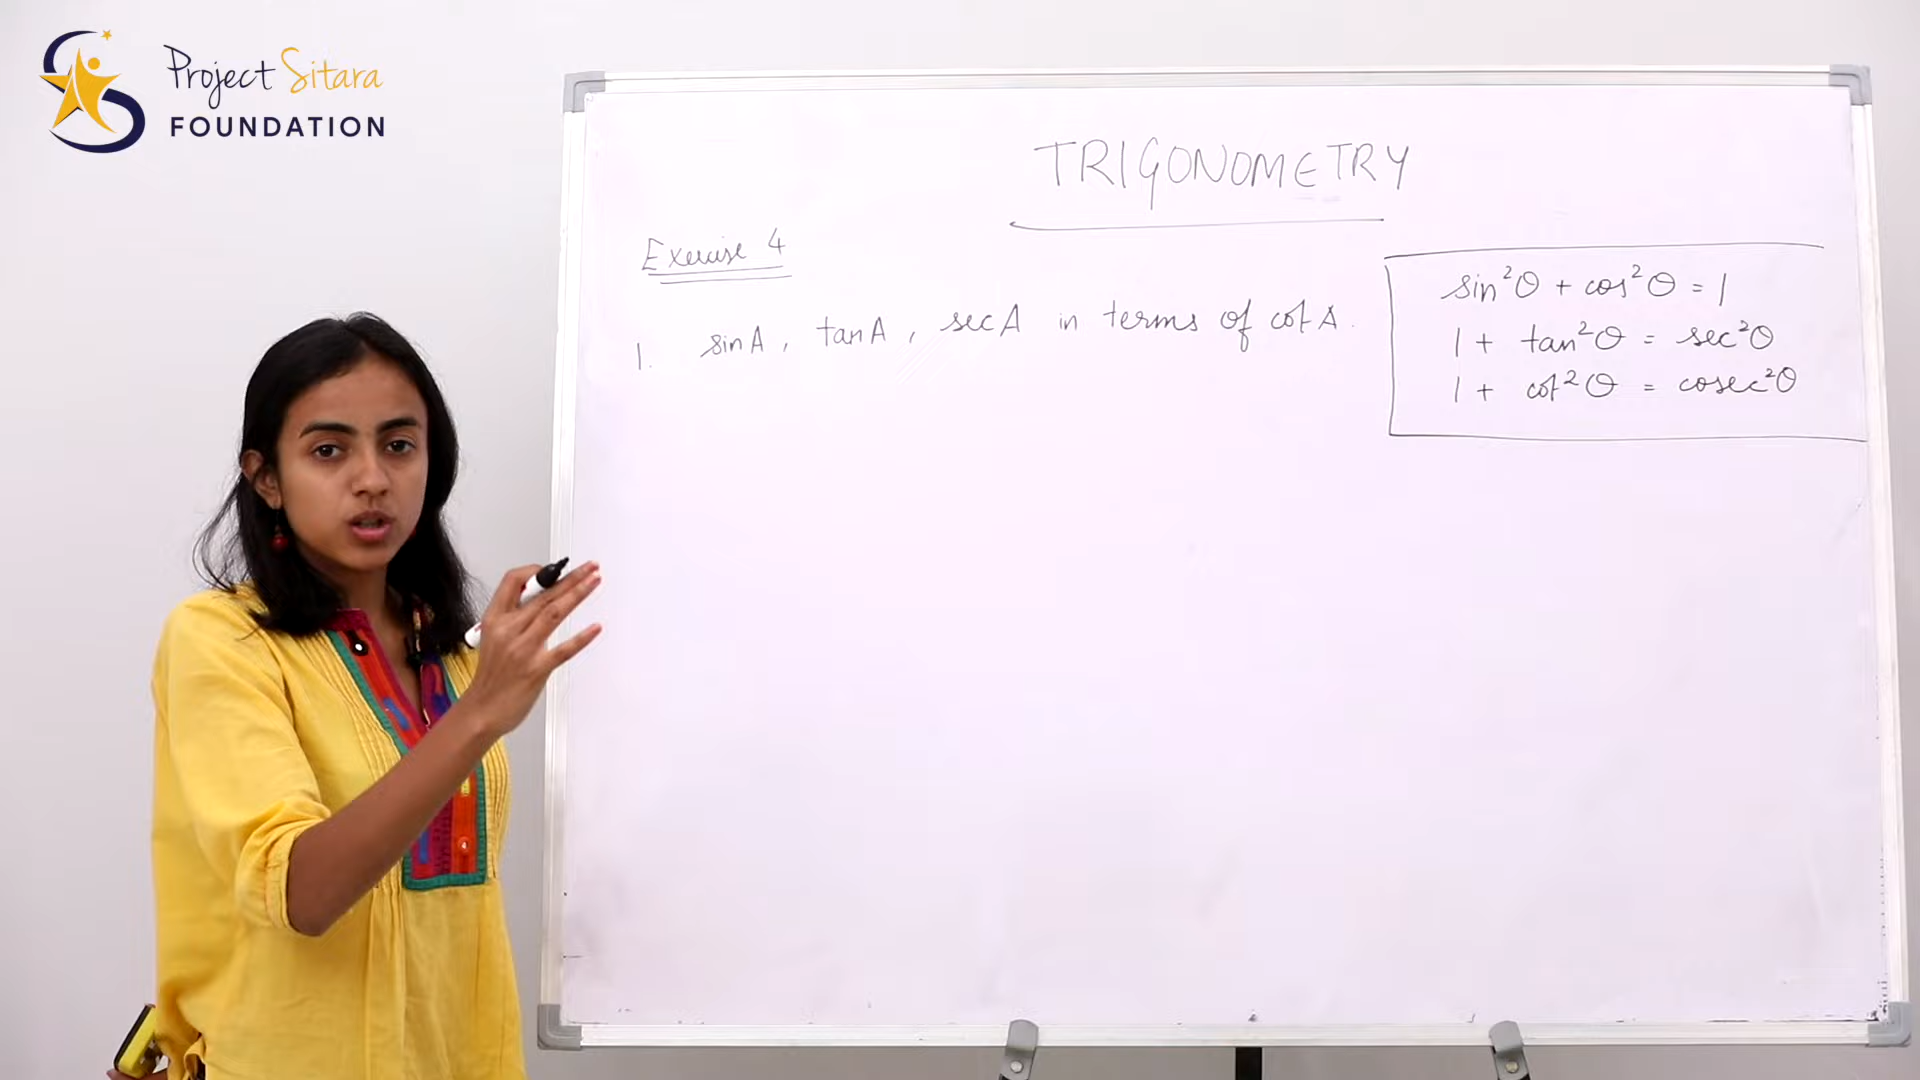 Project Sitara
FOUNDATION
TRIGONOMETRY
Exercise 4
1. sin A, tan A, sec A in terms of cot A.
sin²θ + cos²θ = 1
1 + tan²θ = sec²θ
1 + cot²θ = cosec²θ